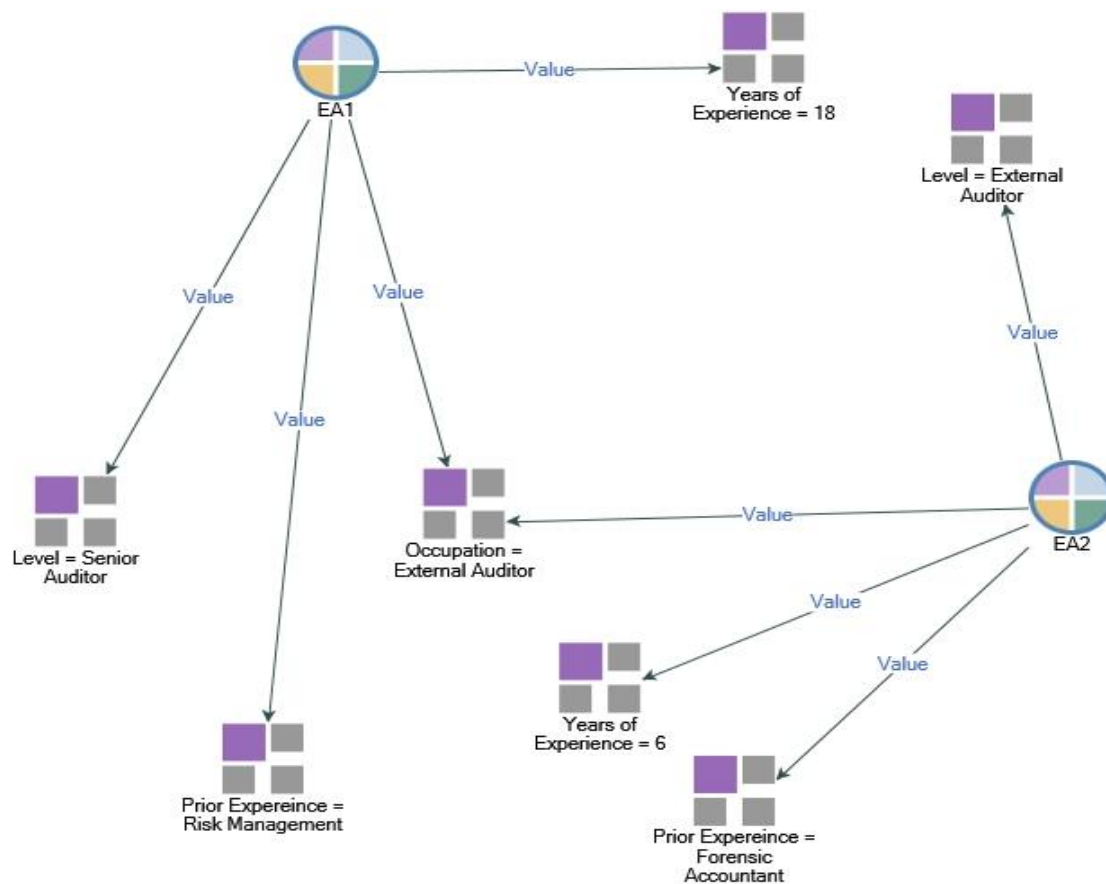 Value
Years of
Experience = 18
EA1
Level = External
Auditor
Value
Value
Value
Value
Level = Senior
Auditor
Occupation =
External Auditor
Value
EA2
Value
Value
Years of
Experience = 6
Prior Expereince =
Risk Management
Prior Expereince =
Forensic
Accountant